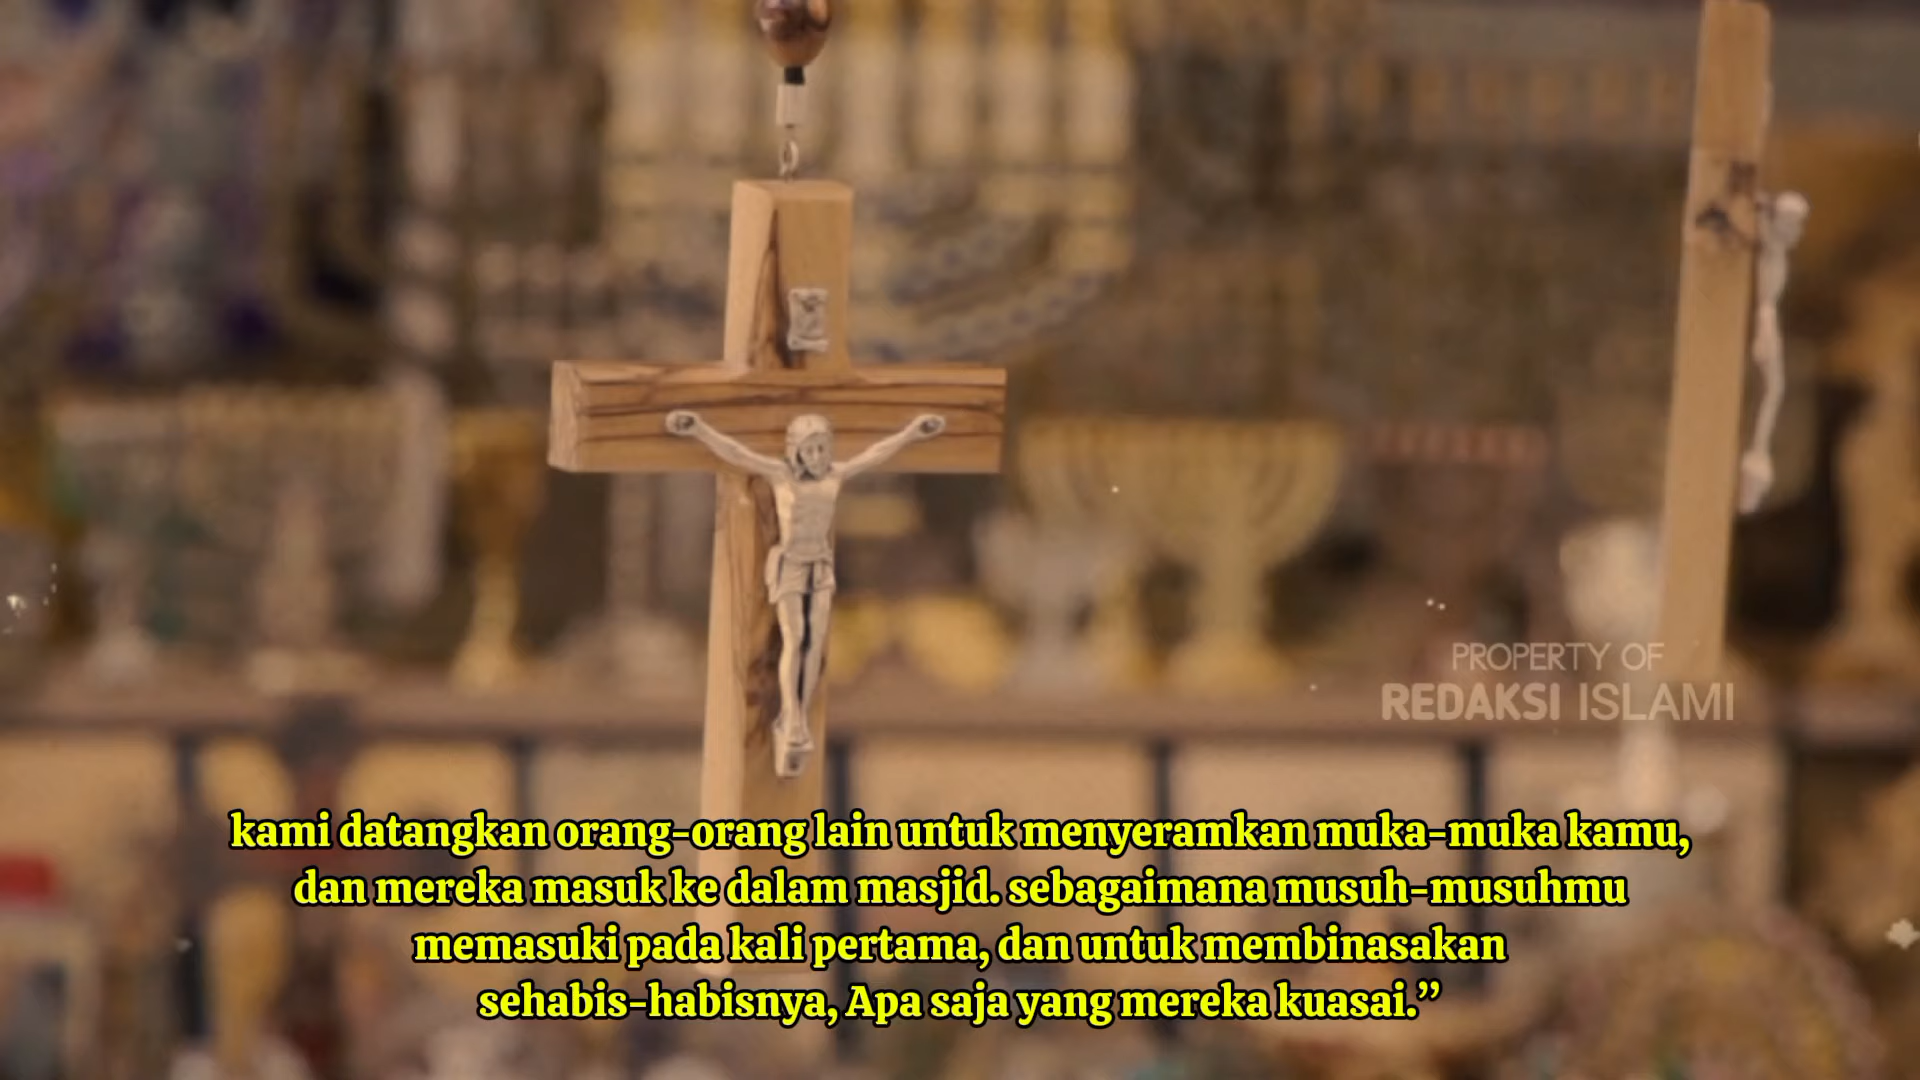 PROPERTY OF
REDAKSI ISLAMI
kami datangkan orang-orang lain untuk menyeramkan muka-muka kamu,
dan mereka masuk ke dalam masjid. sebagaimana musuh-musuhmu
memasuki pada kali pertama, dan untuk membinasakan
sehabis-habisnya, Apa saja yang mereka kuasai.”